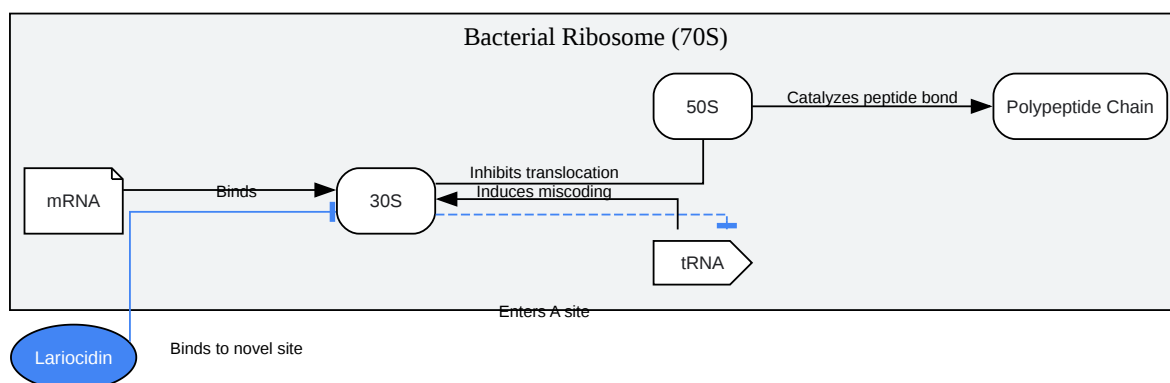 Bacterial Ribosome (70S)
50S
Catalyzes peptide bond
Polypeptide Chain
Inhibits translocation
mRNA
Binds
30S
Induces miscoding
tRNA
Enters A site
Lariocidin
Binds to novel site